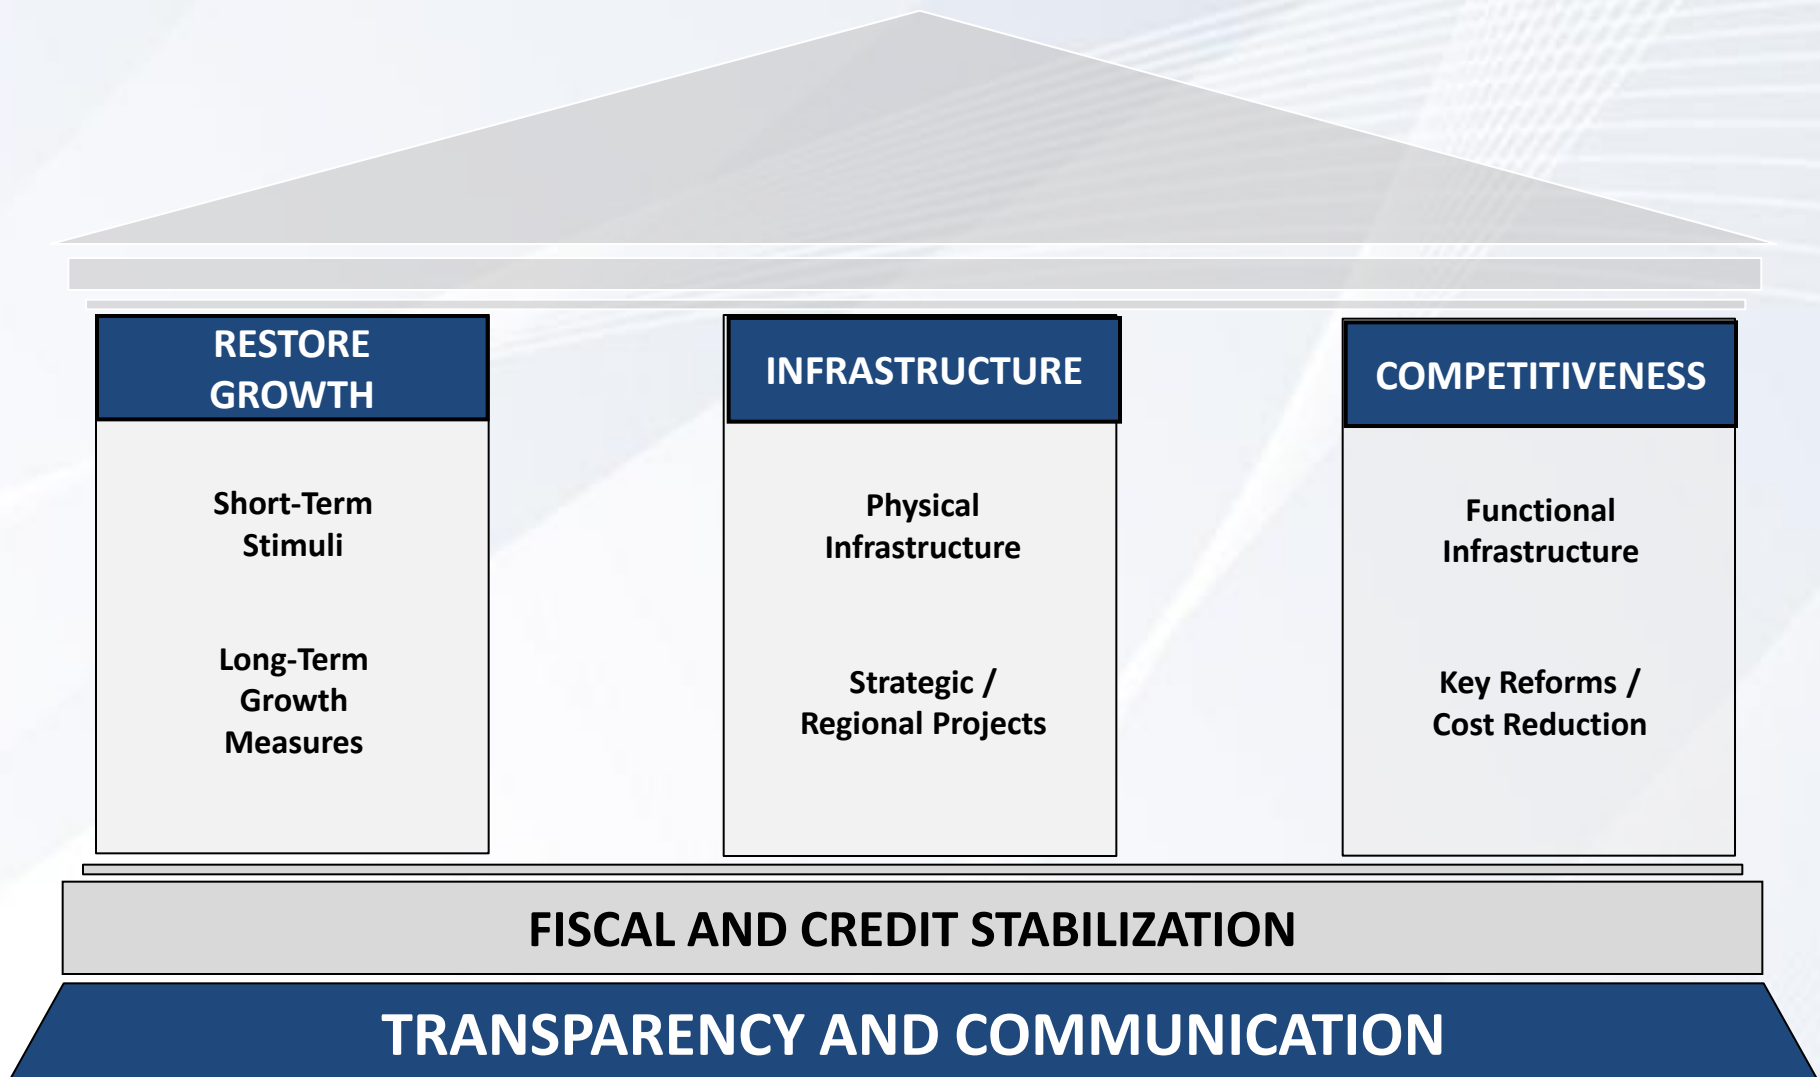 RESTORE
GROWTH
Short-Term
Stimuli
Long-Term
Growth
Measures
INFRASTRUCTURE
Physical
Infrastructure
Strategic /
Regional Projects
COMPETITIVENESS
Functional
Infrastructure
Key Reforms /
Cost Reduction
FISCAL AND CREDIT STABILIZATION
TRANSPARENCY AND COMMUNICATION